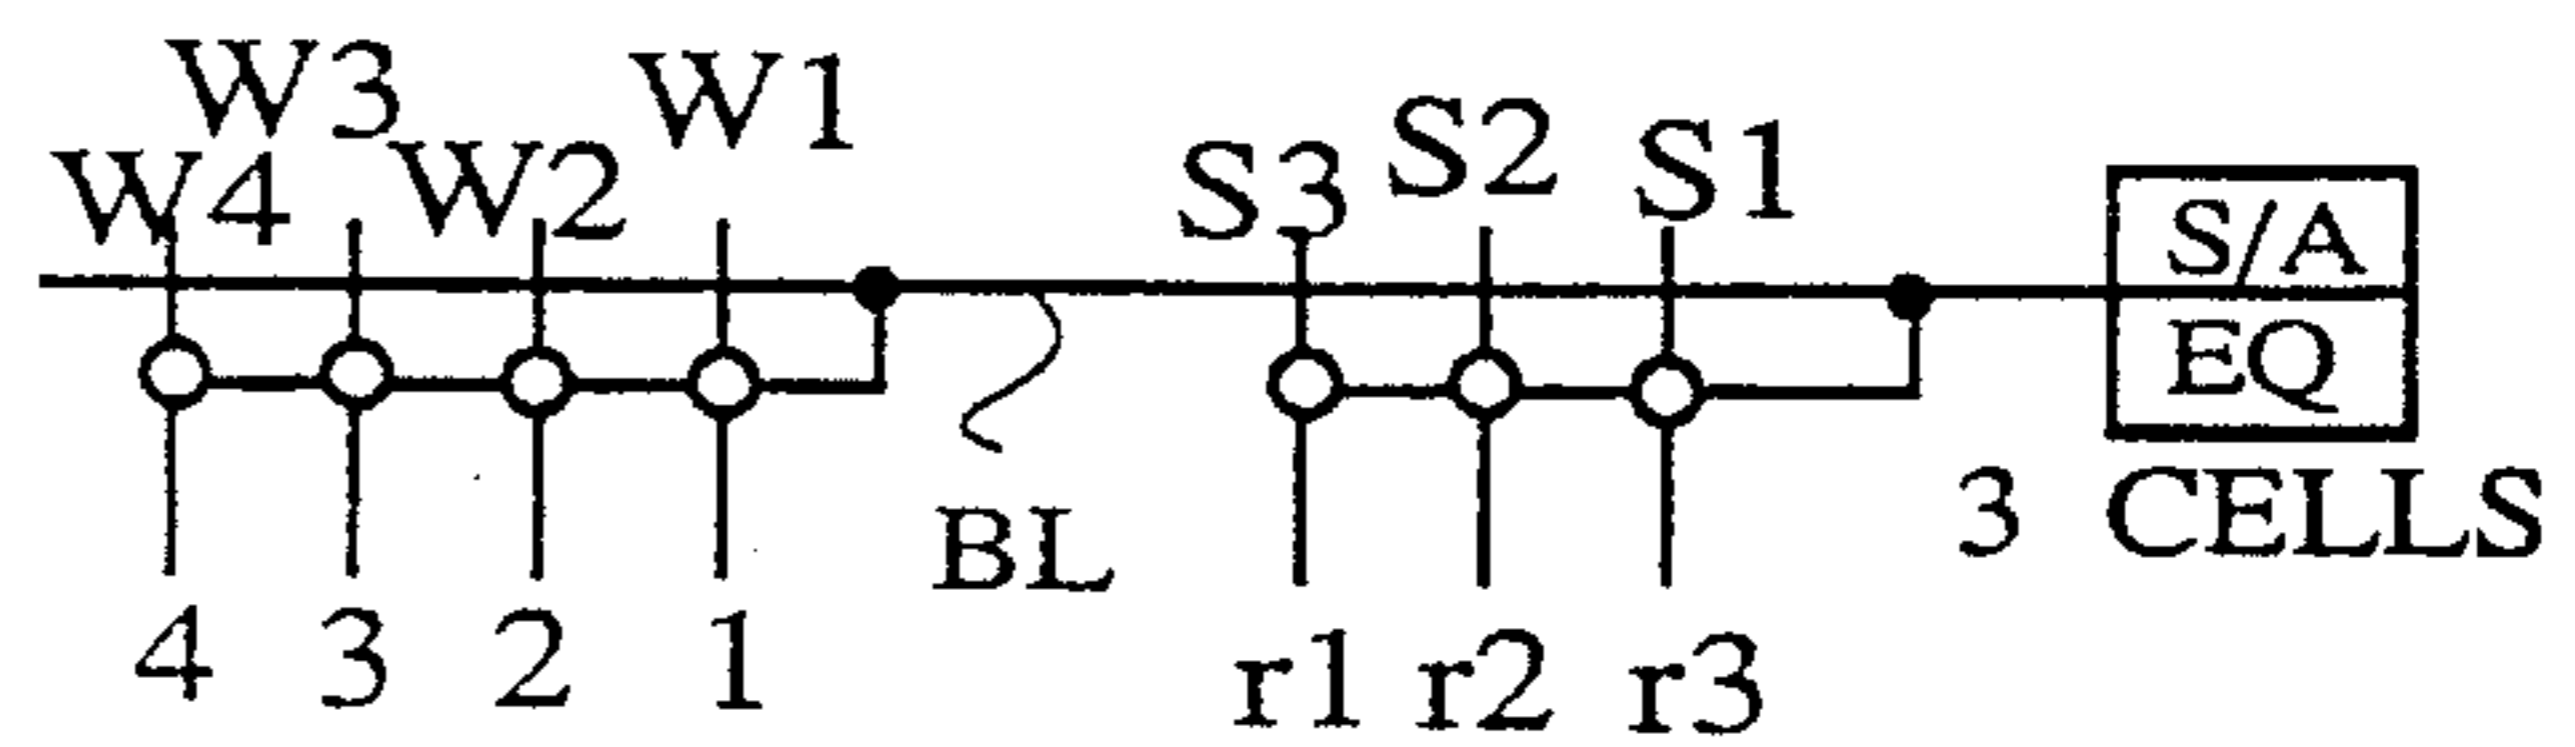 W3 W1
W4 W2 S3 S2 S1
S/A
EQ
BL 3 CELLS
4 3 2 1 r1 r2 r3